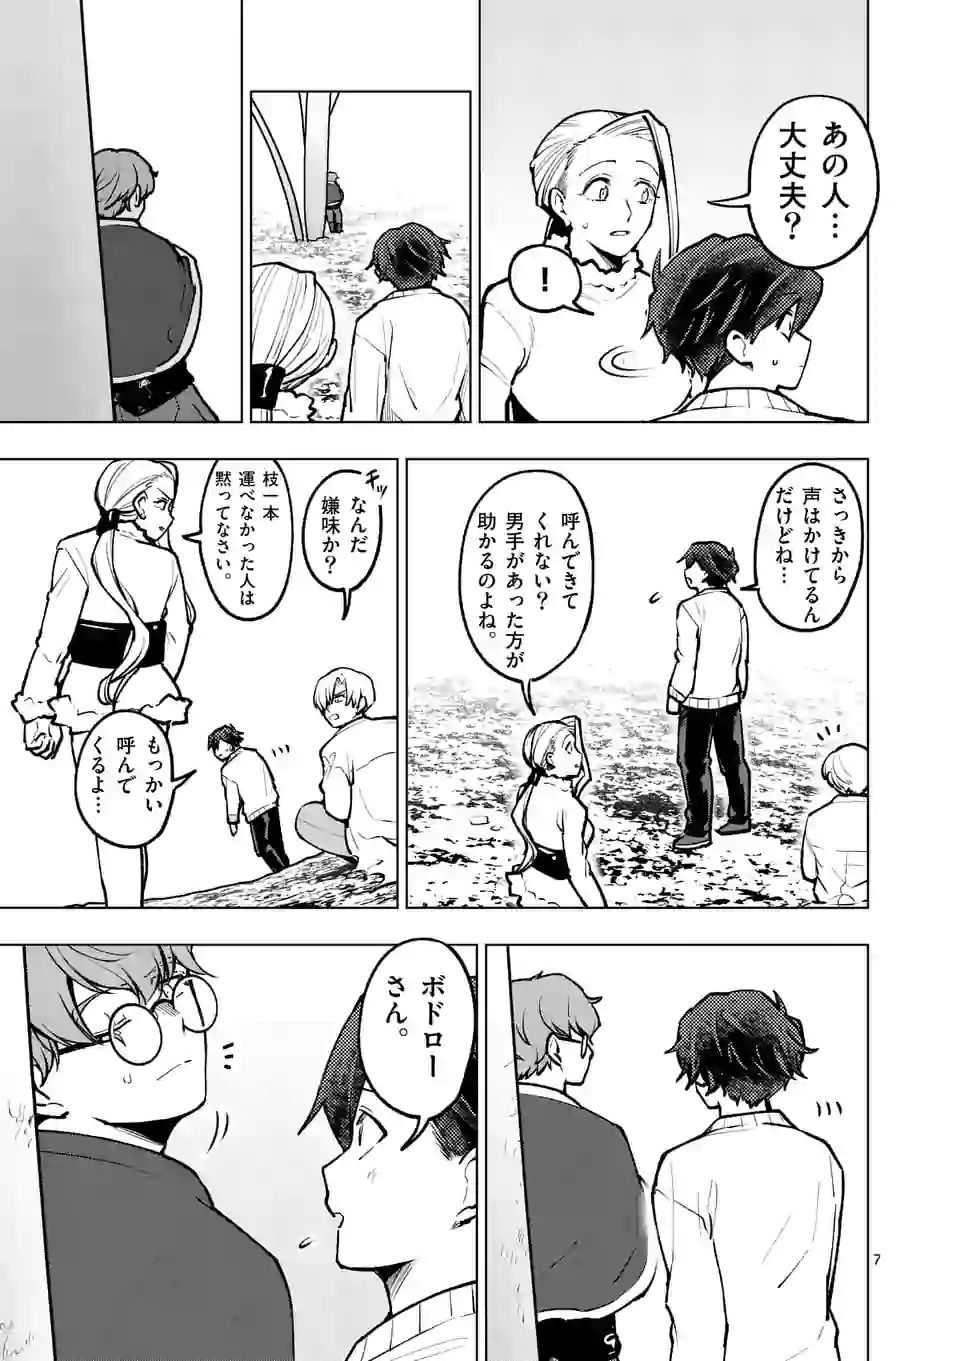 あの人…
大丈夫？
！
さっきから
声はかけてるん
だけどね…
呼んできて
くれない？
男手があった方が
助かるのよね。
キッ
なんだ
嫌味か？
枝一本
運べなかった人は
黙ってなさい。
もっかい
呼んで
くるよ…
ボドロー
さん。
7